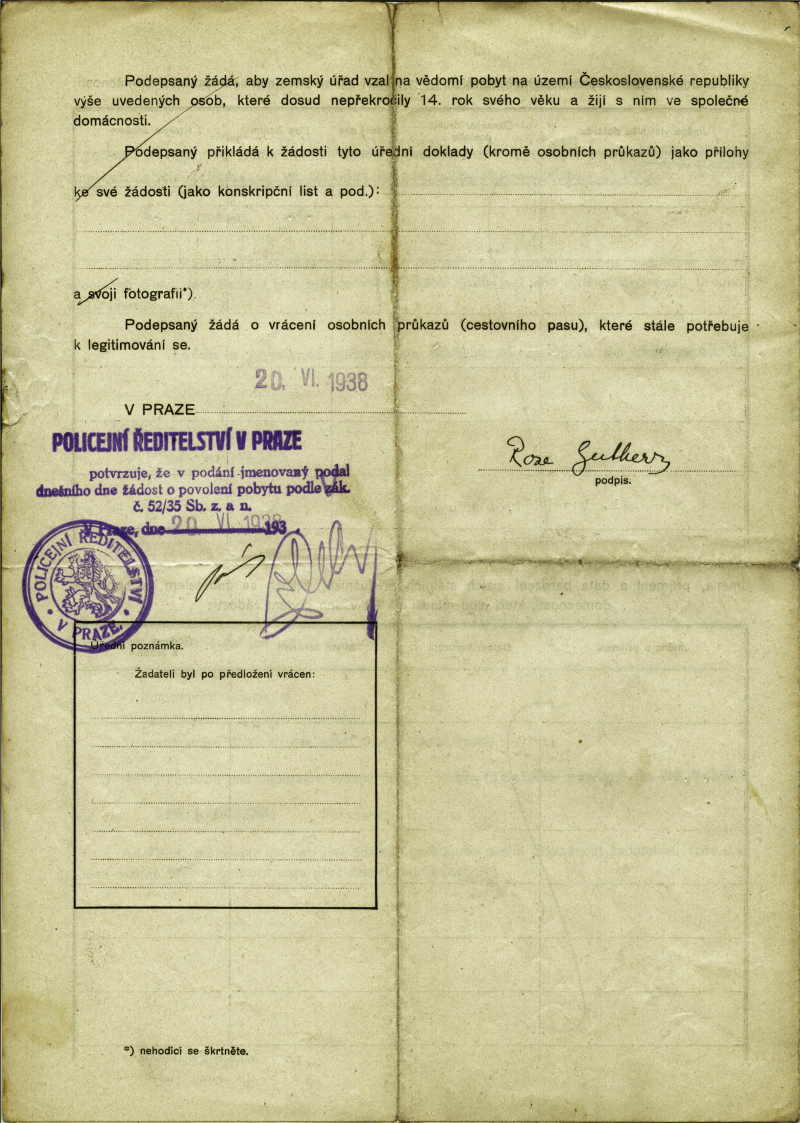 Podepsaný žádá, aby zemský úřad vzal na vědomí pobyt na území Československé republiky
výše uvedených osob, které dosud nepřekročily 14. rok svého věku a žijí s ním ve společné
domácnosti.
Podepsaný přikládá k žádosti tyto úřední doklady (kromě osobních průkazů) jako přílohy
ke své žádosti (jako konskripční list a pod.):
a svoji fotografii*).
Podepsaný žádá o vrácení osobních průkazů (cestovního pasu), které stále potřebuje
k legitimování se.
20. VI. 1938
V PRAZE
POLICEJNÍ ŘEDITELSTVÍ V PRAZE
potvrzuje, že v podání jmenovaný podal
dnešního dne žádost o povolení pobytu podle zák.
č. 52/35 Sb. z. a n.
V Praze, dne 20 VI. 1938 193
Rose
podpis.
POLICEJNÍ ŘEDITELSTVÍ
V PRAZE.
Úřední poznámka.
Žadateli byl po předložení vrácen:
*) nehodící se škrtněte.